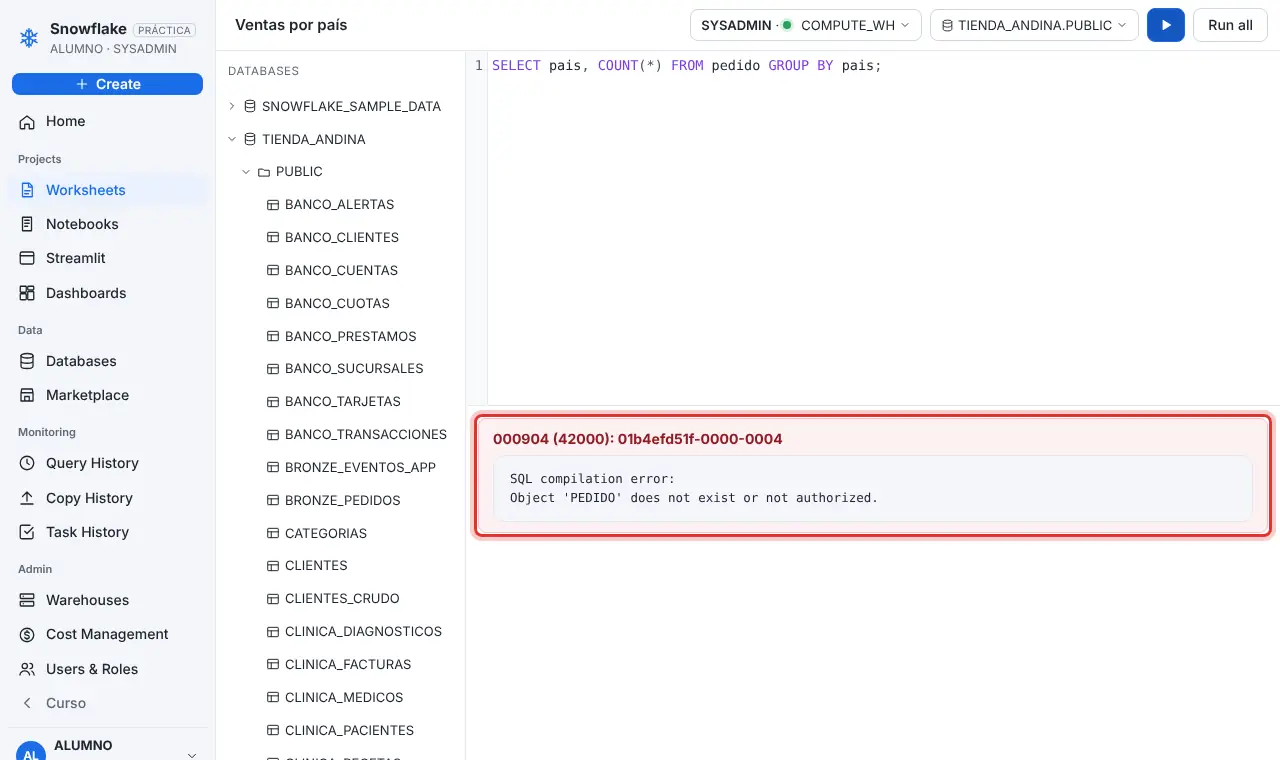 Snowflake PRÁCTICA
ALUMNO · SYSADMIN
Create
Home
Projects
Worksheets
Notebooks
Streamlit
Dashboards
Data
Databases
Marketplace
Monitoring
Query History
Copy History
Task History
Admin
Warehouses
Cost Management
Users & Roles
Curso
AL ALUMNO
Ventas por país
SYSADMIN · COMPUTE_WH
TIENDA_ANDINA.PUBLIC
Run all
DATABASES
SNOWFLAKE_SAMPLE_DATA
TIENDA_ANDINA
PUBLIC
BANCO_ALERTAS
BANCO_CLIENTES
BANCO_CUENTAS
BANCO_CUOTAS
BANCO_PRESTAMOS
BANCO_SUCURSALES
BANCO_TARJETAS
BANCO_TRANSACCIONES
BRONZE_EVENTOS_APP
BRONZE_PEDIDOS
CATEGORIAS
CLIENTES
CLIENTES_CRUDO
CLINICA_DIAGNOSTICOS
CLINICA_FACTURAS
CLINICA_MEDICOS
CLINICA_PACIENTES
1 SELECT pais, COUNT(*) FROM pedido GROUP BY pais;
000904 (42000): 01b4efd51f-0000-0004
SQL compilation error:
Object 'PEDIDO' does not exist or not authorized.